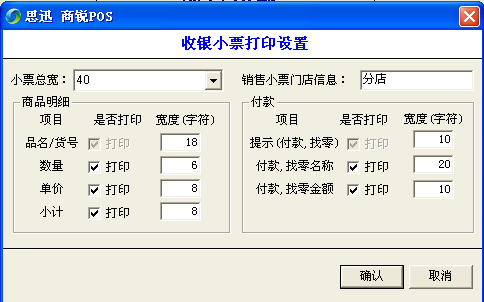 思迅 商锐POS
收银小票打印设置
小票总宽： 40 销售小票门店信息： 分店
商品明细 付款
项目 是否打印 宽度(字符) 项目 是否打印 宽度(字符)
品名/货号 打印 18 提示(付款,找零) 打印 10
数量 打印 6 付款,找零名称 打印 20
单价 打印 8 付款,找零金额 打印 10
小计 打印 8
确认 取消